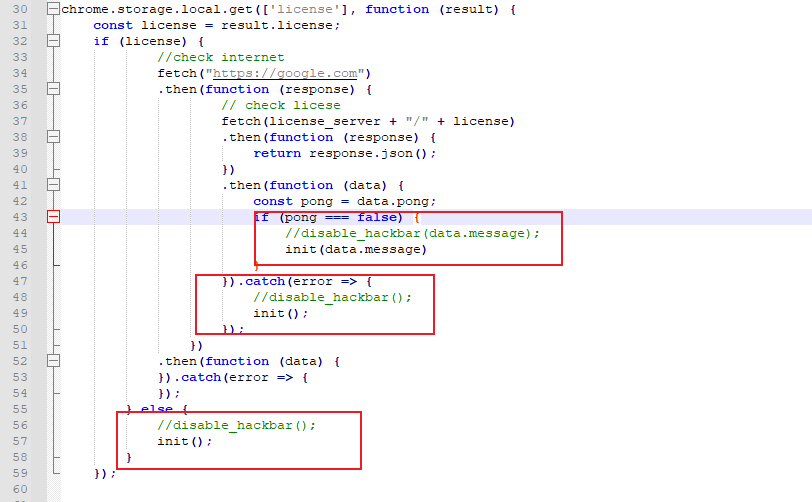 30 chrome.storage.local.get(['license'], function (result) {
31 const license = result.license;
32 if (license) {
33 //check internet
34 fetch("https://google.com")
35 .then(function (response) {
36 // check licese
37 fetch(license_server + "/" + license)
38 .then(function (response) {
39 return response.json();
40 })
41 .then(function (data) {
42 const pong = data.pong;
43 if (pong === false) {
44 //disable_hackbar(data.message);
45 init(data.message)
46 }
47 }).catch(error => {
48 //disable_hackbar();
49 init();
50 });
51 })
52 .then(function (data) {
53 }).catch(error => {
54 });
55 } else {
56 //disable_hackbar();
57 init();
58 }
59 });
60